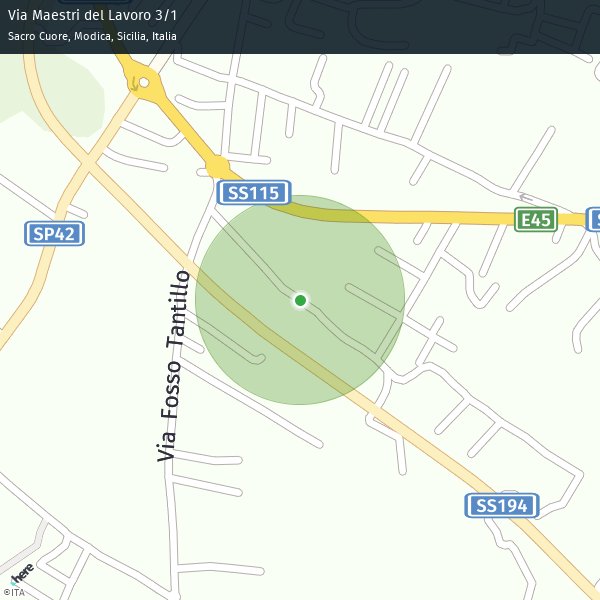 Via Maestri del Lavoro 3/1
Sacro Cuore, Modica, Sicilia, Italia
SS115
E45
S
SP42
Via Fosso Tantillo
SS194
here
©ITA